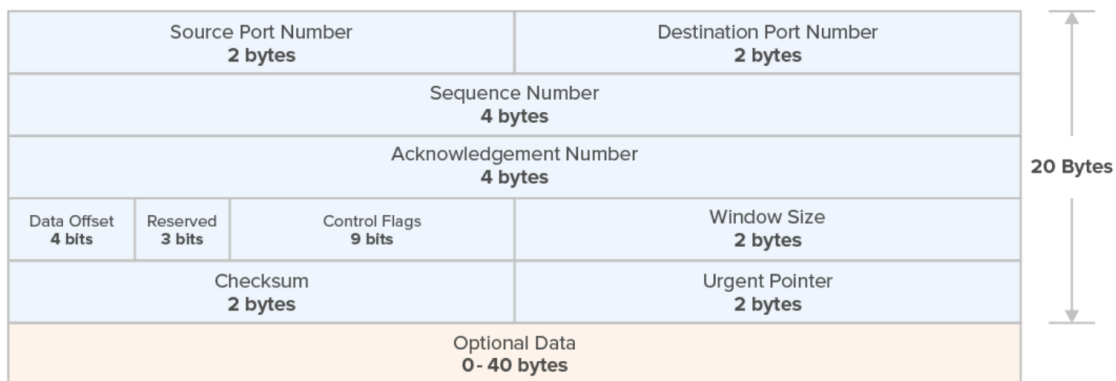 Source Port Number
2 bytes
Destination Port Number
2 bytes
Sequence Number
4 bytes
Acknowledgement Number
4 bytes
20 Bytes
Data Offset
4 bits
Reserved
3 bits
Control Flags
9 bits
Window Size
2 bytes
Checksum
2 bytes
Urgent Pointer
2 bytes
Optional Data
0- 40 bytes